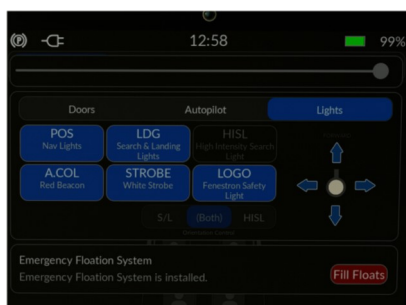 12:58
99%
Doors Autopilot Lights
POS LDG HISL
Nav Lights Search & Landing Lights High Intensity Search Light
A.COL STROBE LOGO
Red Beacon White Strobe Fenestron Safety Light
S/L (Both) HISL
Emergency Floation System
Emergency Floation System is installed.
Fill Floats